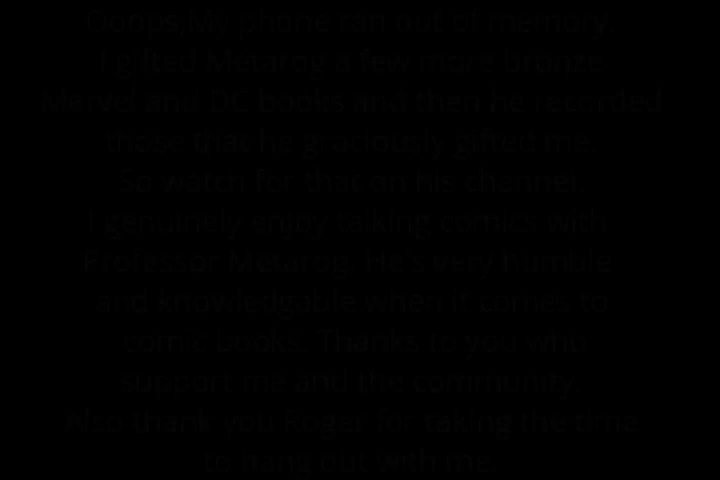 Ooops,My phone ran out of memory.
I gifted Metarog a few more bronze
Marvel and DC books and then he recorded
those that he graciously gifted me.
So watch for that on his channel.
I genuinely enjoy talking comics with
Professor Metarog. He's very humble
and knowledgable when it comes to
comic books. Thanks to you who
support me and the community.
Also thank you Roger for taking the time
to hang out with me.